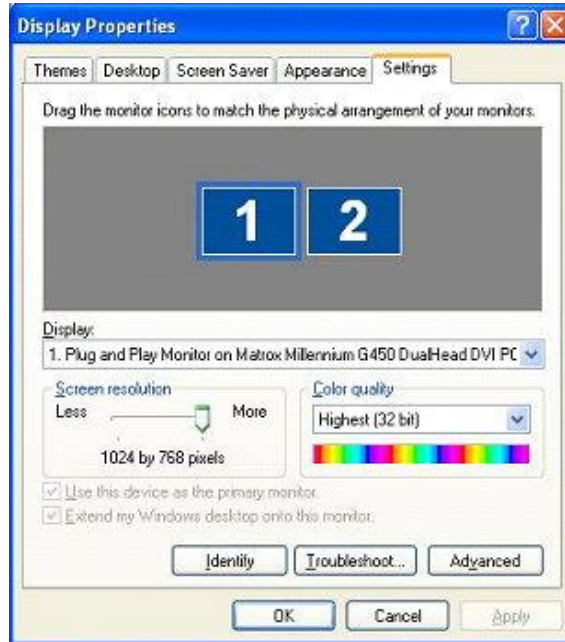 Display Properties
Themes Desktop Screen Saver Appearance Settings
Drag the monitor icons to match the physical arrangement of your monitors.
1 2
Display:
1. Plug and Play Monitor on Matrox Millennium G450 DualHead DVI PC
Screen resolution
Less More
1024 by 768 pixels
Color quality
Highest (32 bit)
Use this device as the primary monitor.
Extend my Windows desktop onto this monitor.
Identify Troubleshoot... Advanced
OK Cancel Apply